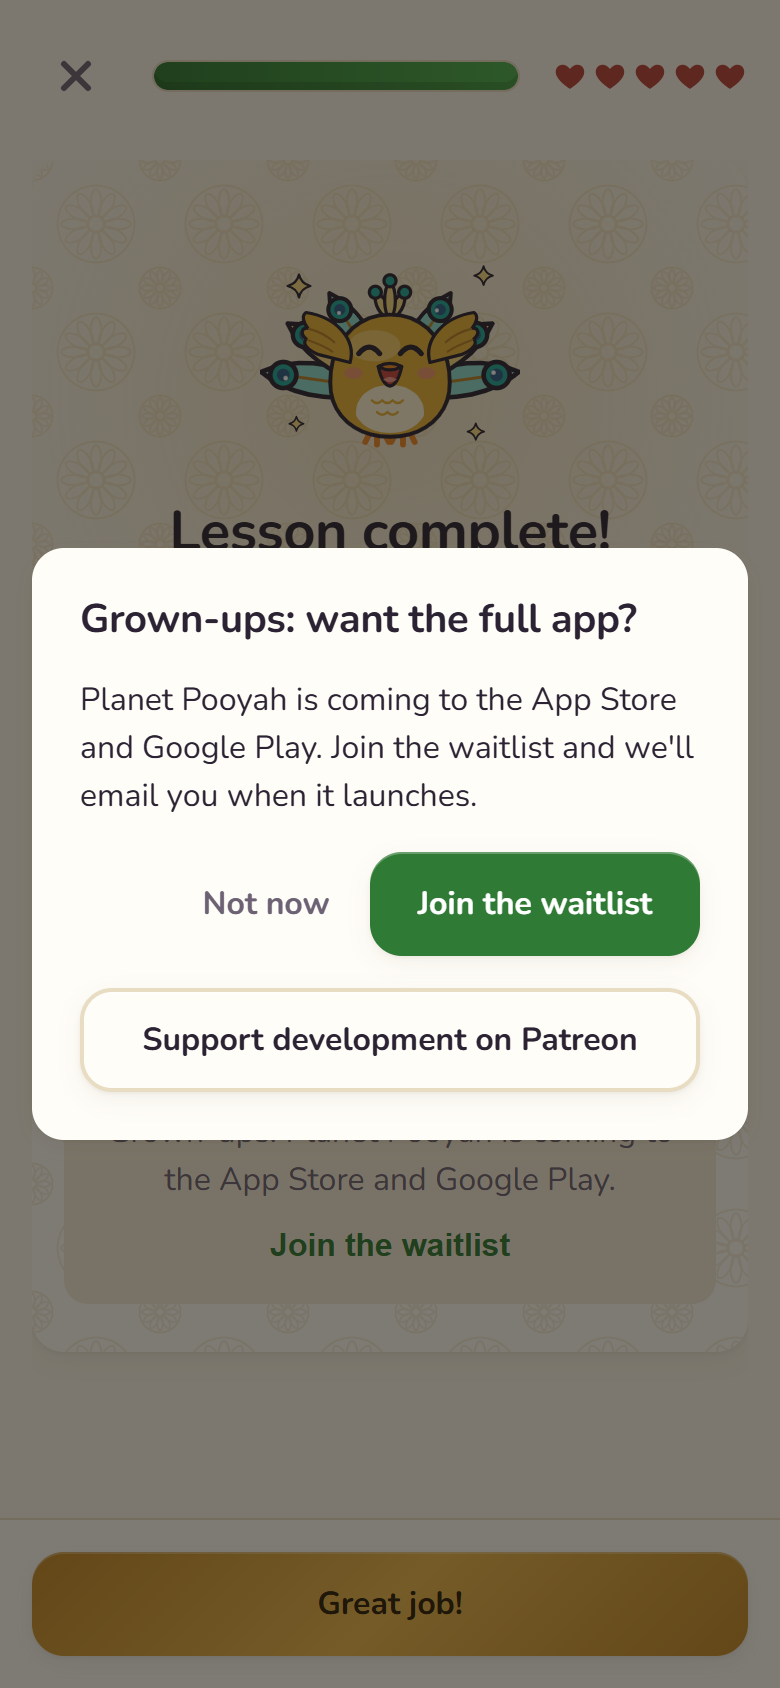 Lesson complete!
Grown-ups: want the full app?
Planet Pooyah is coming to the App Store
and Google Play. Join the waitlist and we'll
email you when it launches.
Not now
Join the waitlist
Support development on Patreon
the App Store and Google Play.
Join the waitlist
Great job!